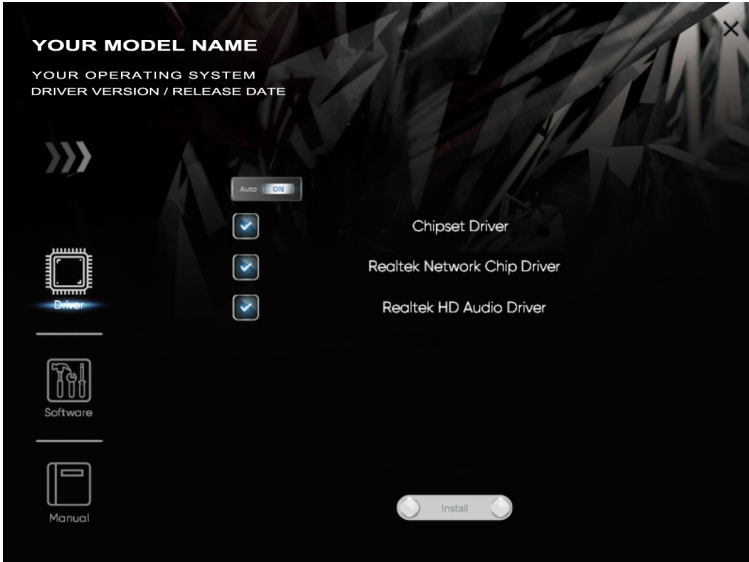 YOUR MODEL NAME
YOUR OPERATING SYSTEM
DRIVER VERSION / RELEASE DATE
Auto ON
Chipset Driver
Realtek Network Chip Driver
Realtek HD Audio Driver
Driver
Software
Manual
Install